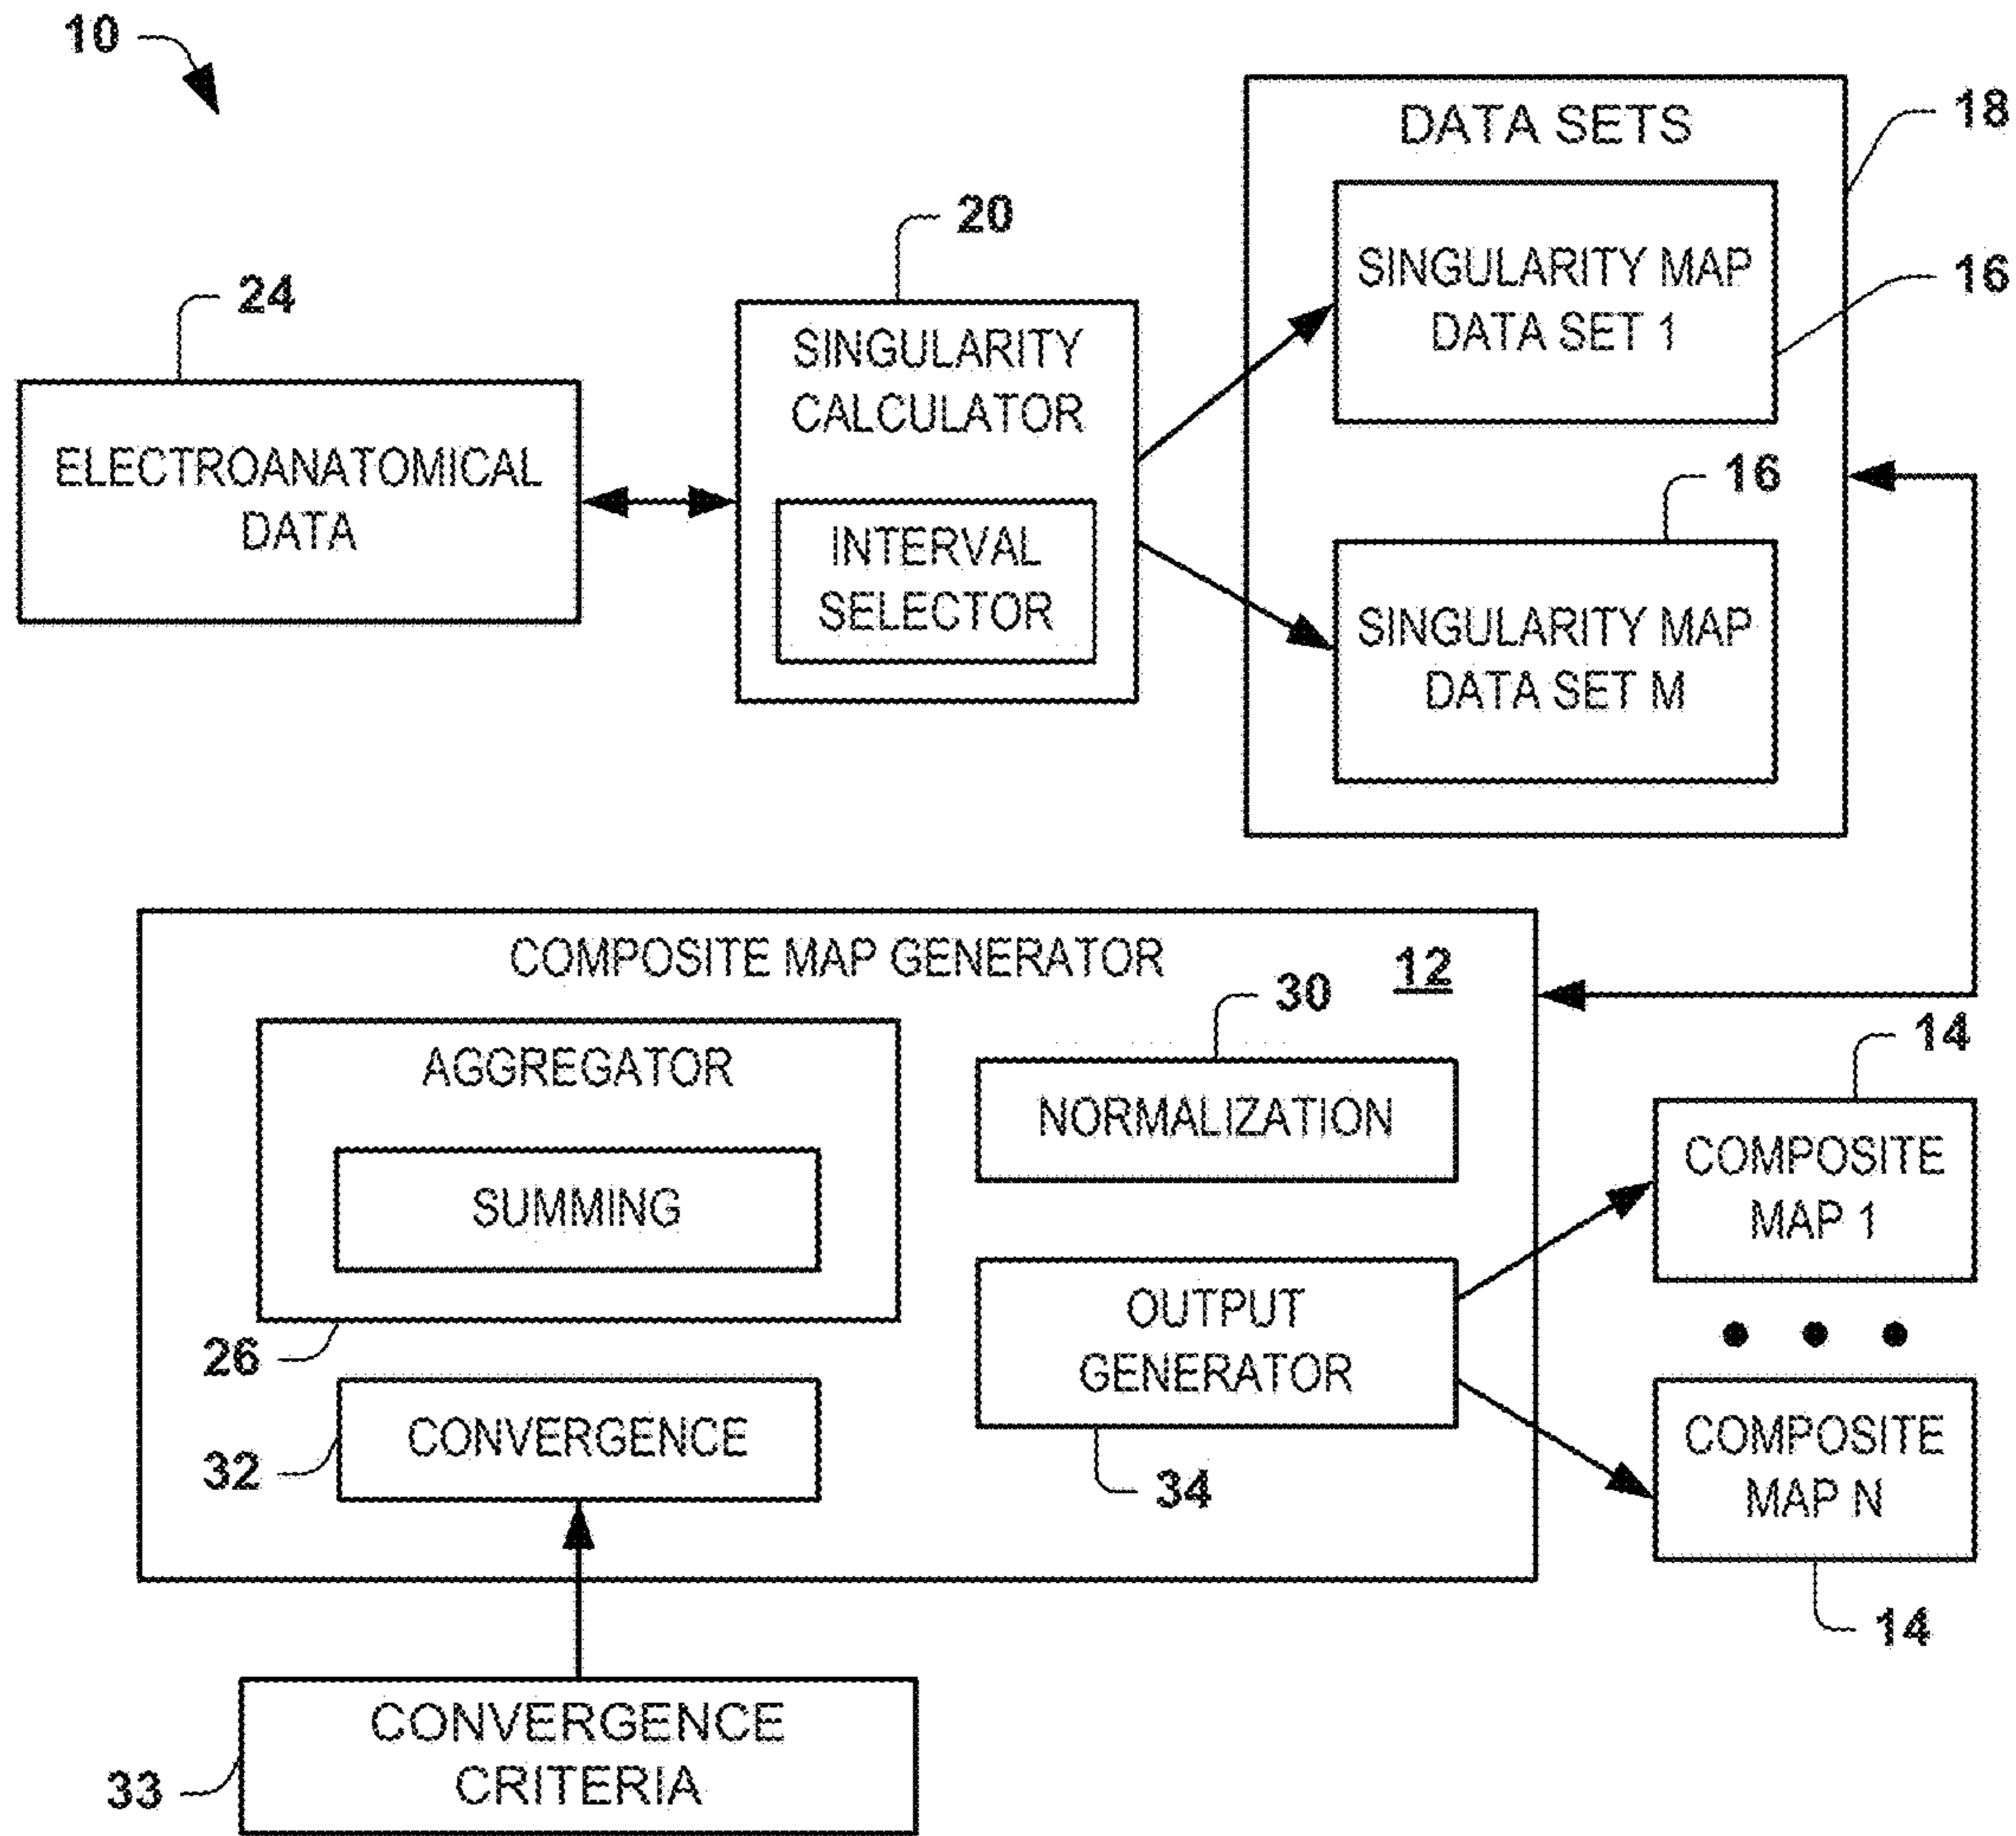 10
DATA SETS
18
20
SINGULARITY MAP
DATA SET 1
16
24
SINGULARITY
CALCULATOR
ELECTROANATOMICAL
DATA
16
INTERVAL
SELECTOR
SINGULARITY MAP
DATA SET M
COMPOSITE MAP GENERATOR
12
30
AGGREGATOR
NORMALIZATION
14
SUMMING
COMPOSITE
MAP 1
OUTPUT
GENERATOR
26
CONVERGENCE
32
34
COMPOSITE
MAP N
14
CONVERGENCE
CRITERIA
33